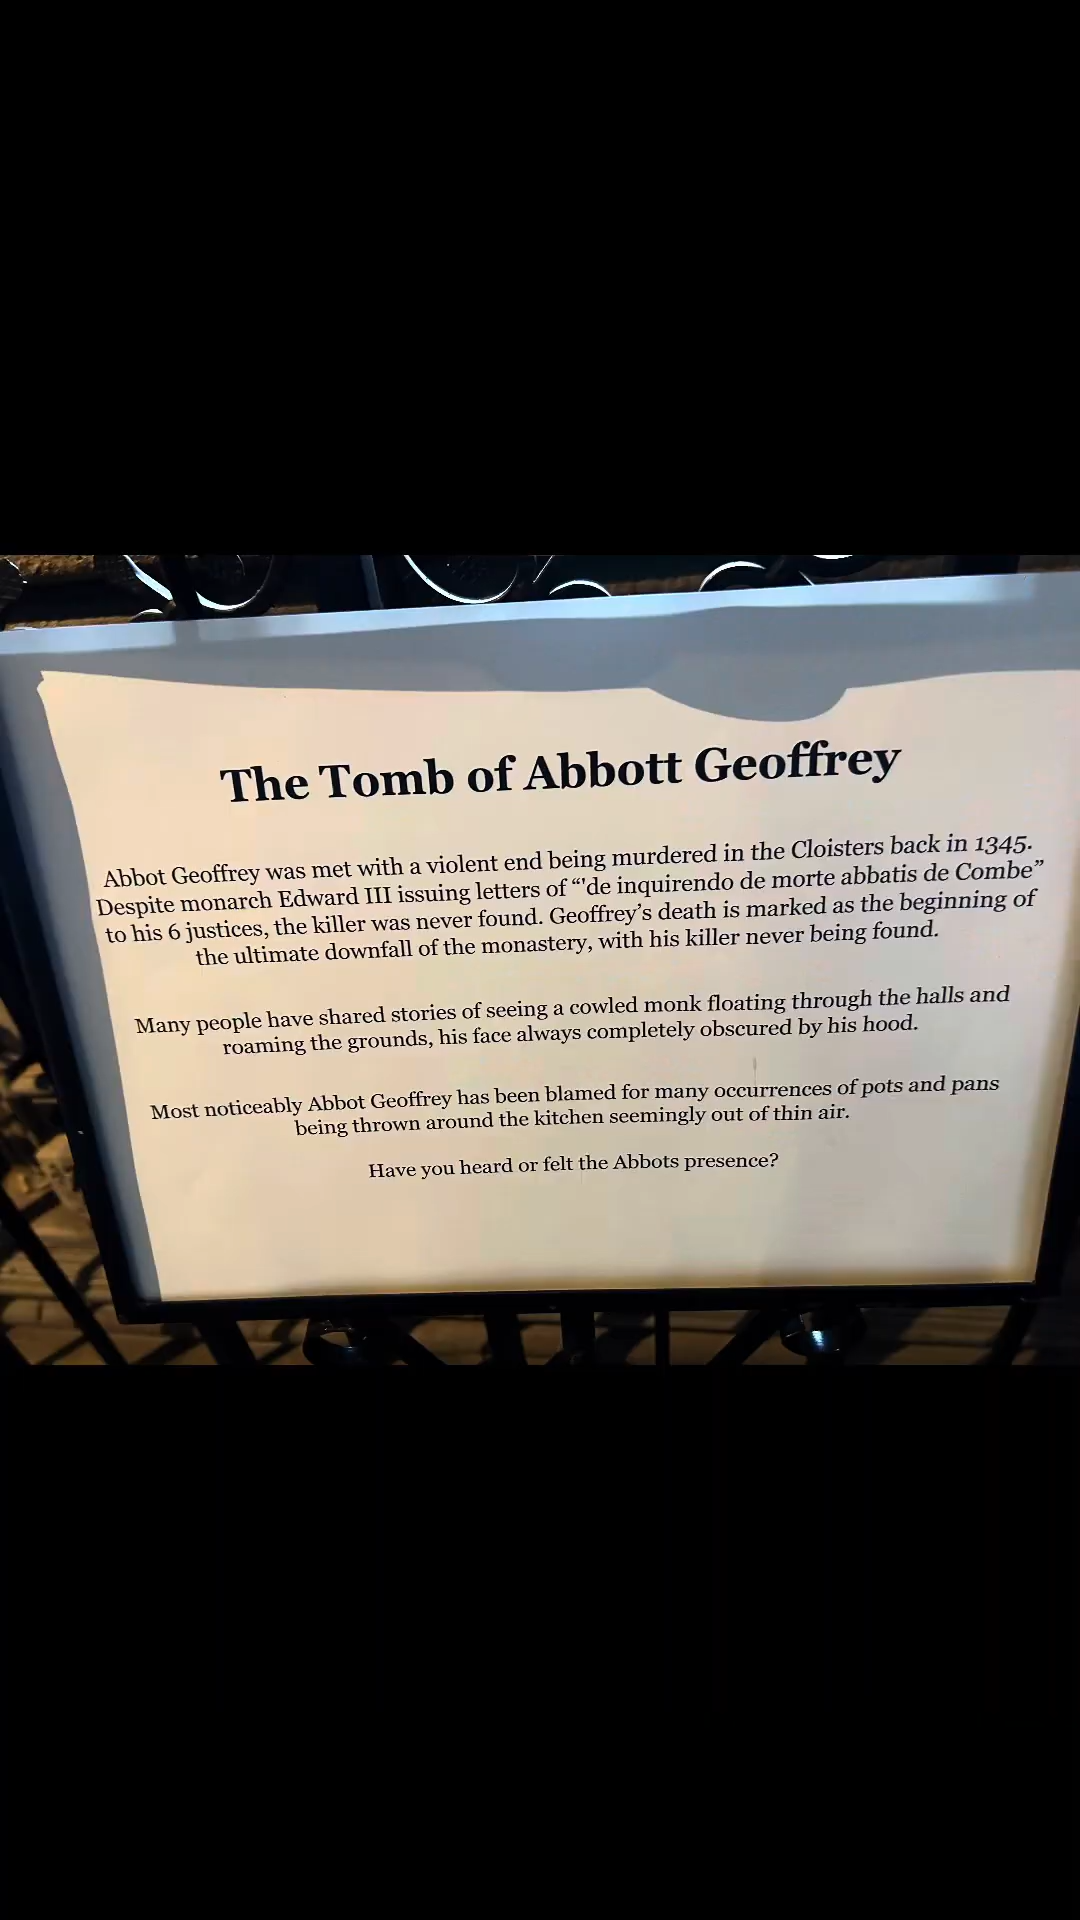 The Tomb of Abbott Geoffrey
Abbot Geoffrey was met with a violent end being murdered in the Cloisters back in 1345.
Despite monarch Edward III issuing letters of “'de inquirendo de morte abbatis de Combe”
to his 6 justices, the killer was never found. Geoffrey’s death is marked as the beginning of
the ultimate downfall of the monastery, with his killer never being found.
Many people have shared stories of seeing a cowled monk floating through the halls and
roaming the grounds, his face always completely obscured by his hood.
Most noticeably Abbot Geoffrey has been blamed for many occurrences of pots and pans
being thrown around the kitchen seemingly out of thin air.
Have you heard or felt the Abbots presence?